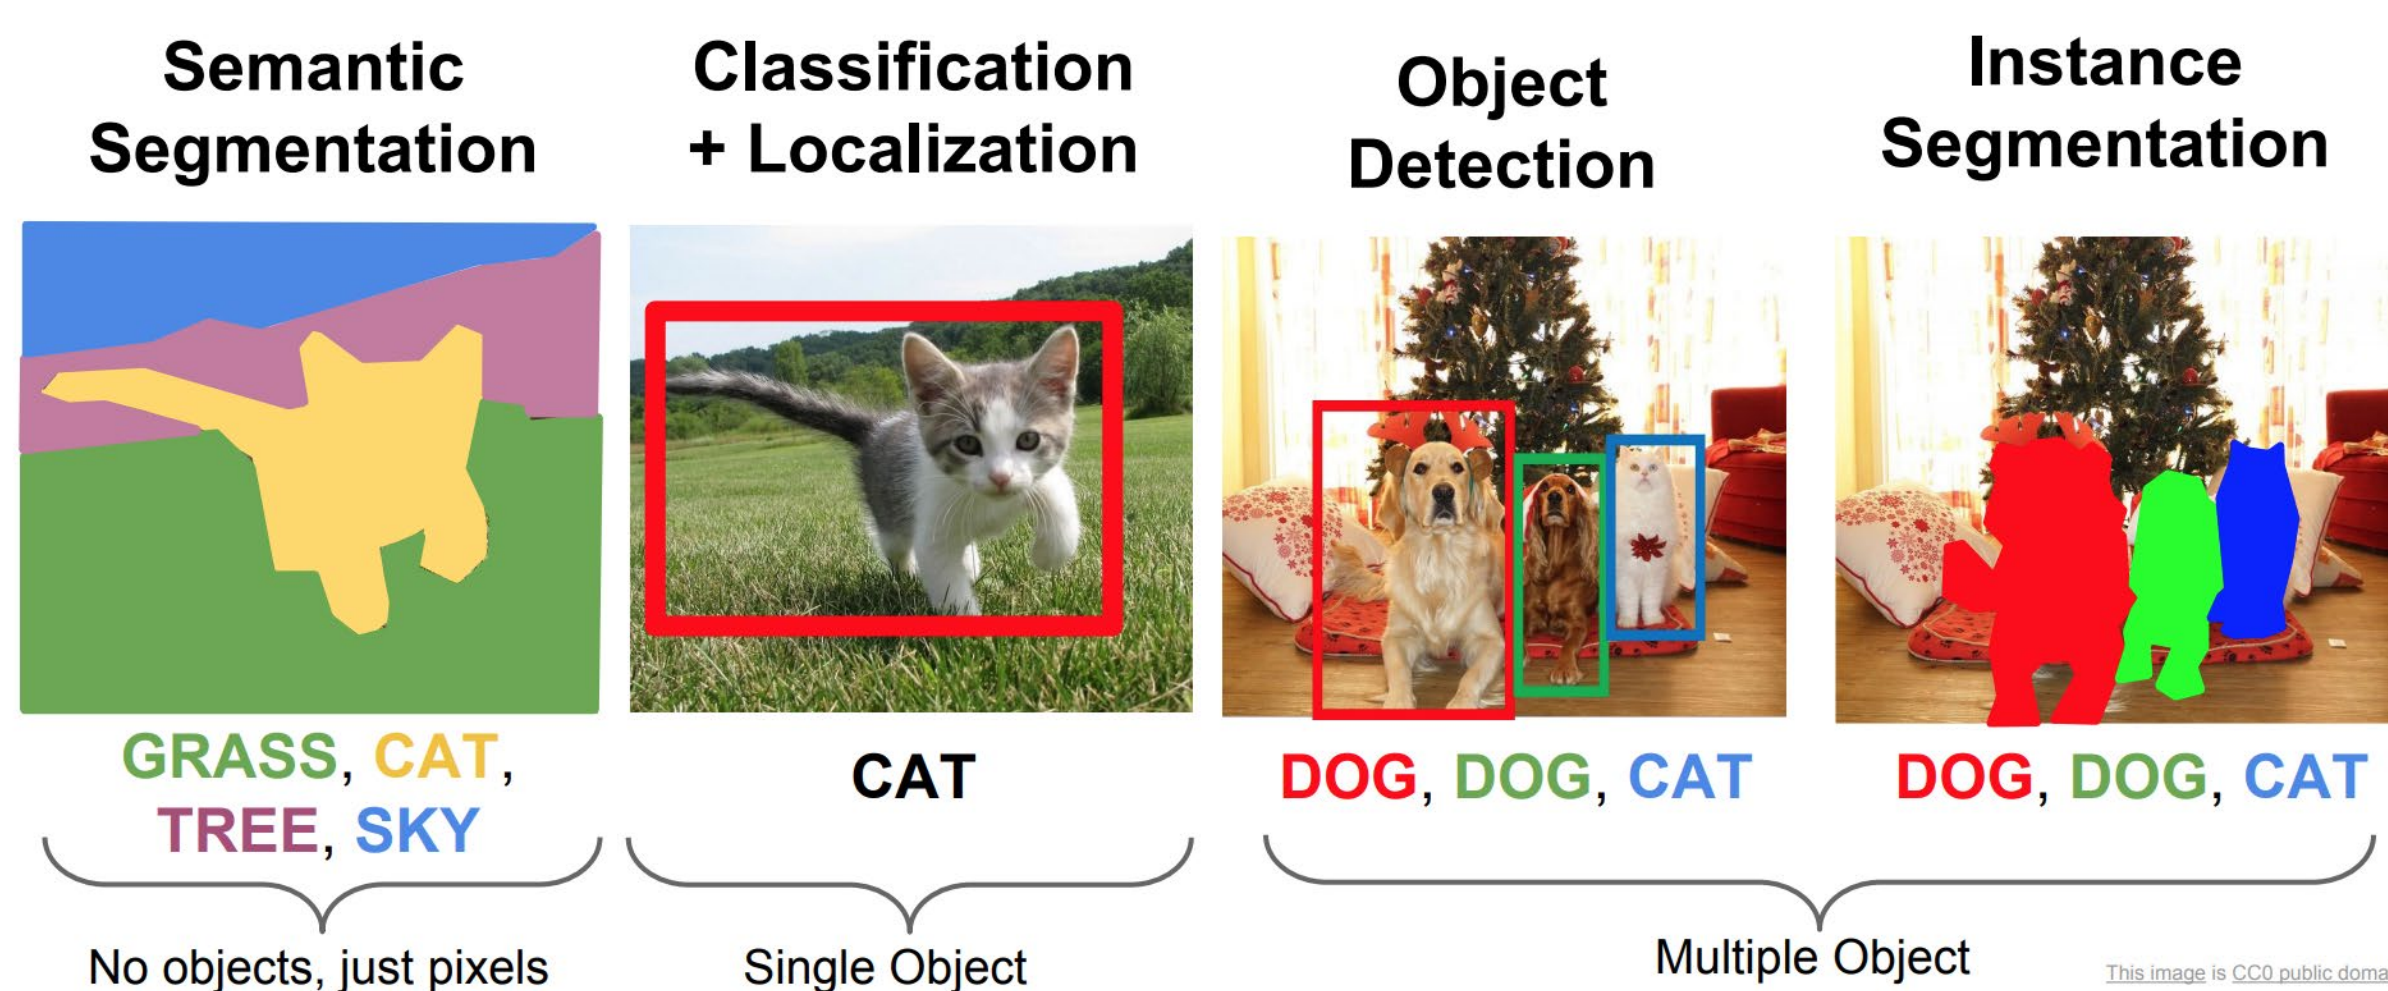 Semantic
Segmentation
Classification
+ Localization
Object
Detection
Instance
Segmentation
GRASS, CAT,
TREE, SKY
CAT
DOG, DOG, CAT
DOG, DOG, CAT
No objects, just pixels
Single Object
Multiple Object
This image is CC0 public doma